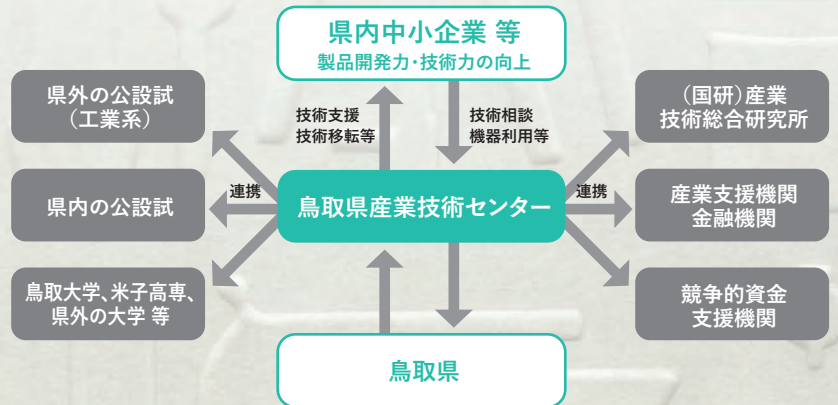 県内中小企業 等
製品開発力・技術力の向上
県外の公設試
（工業系）
技術支援
技術移転等
技術相談
機器利用等
（国研）産業
技術総合研究所
県内の公設試
連携
鳥取県産業技術センター
連携
産業支援機関
金融機関
鳥取大学、米子高専、
県外の大学 等
競争的資金
支援機関
鳥取県